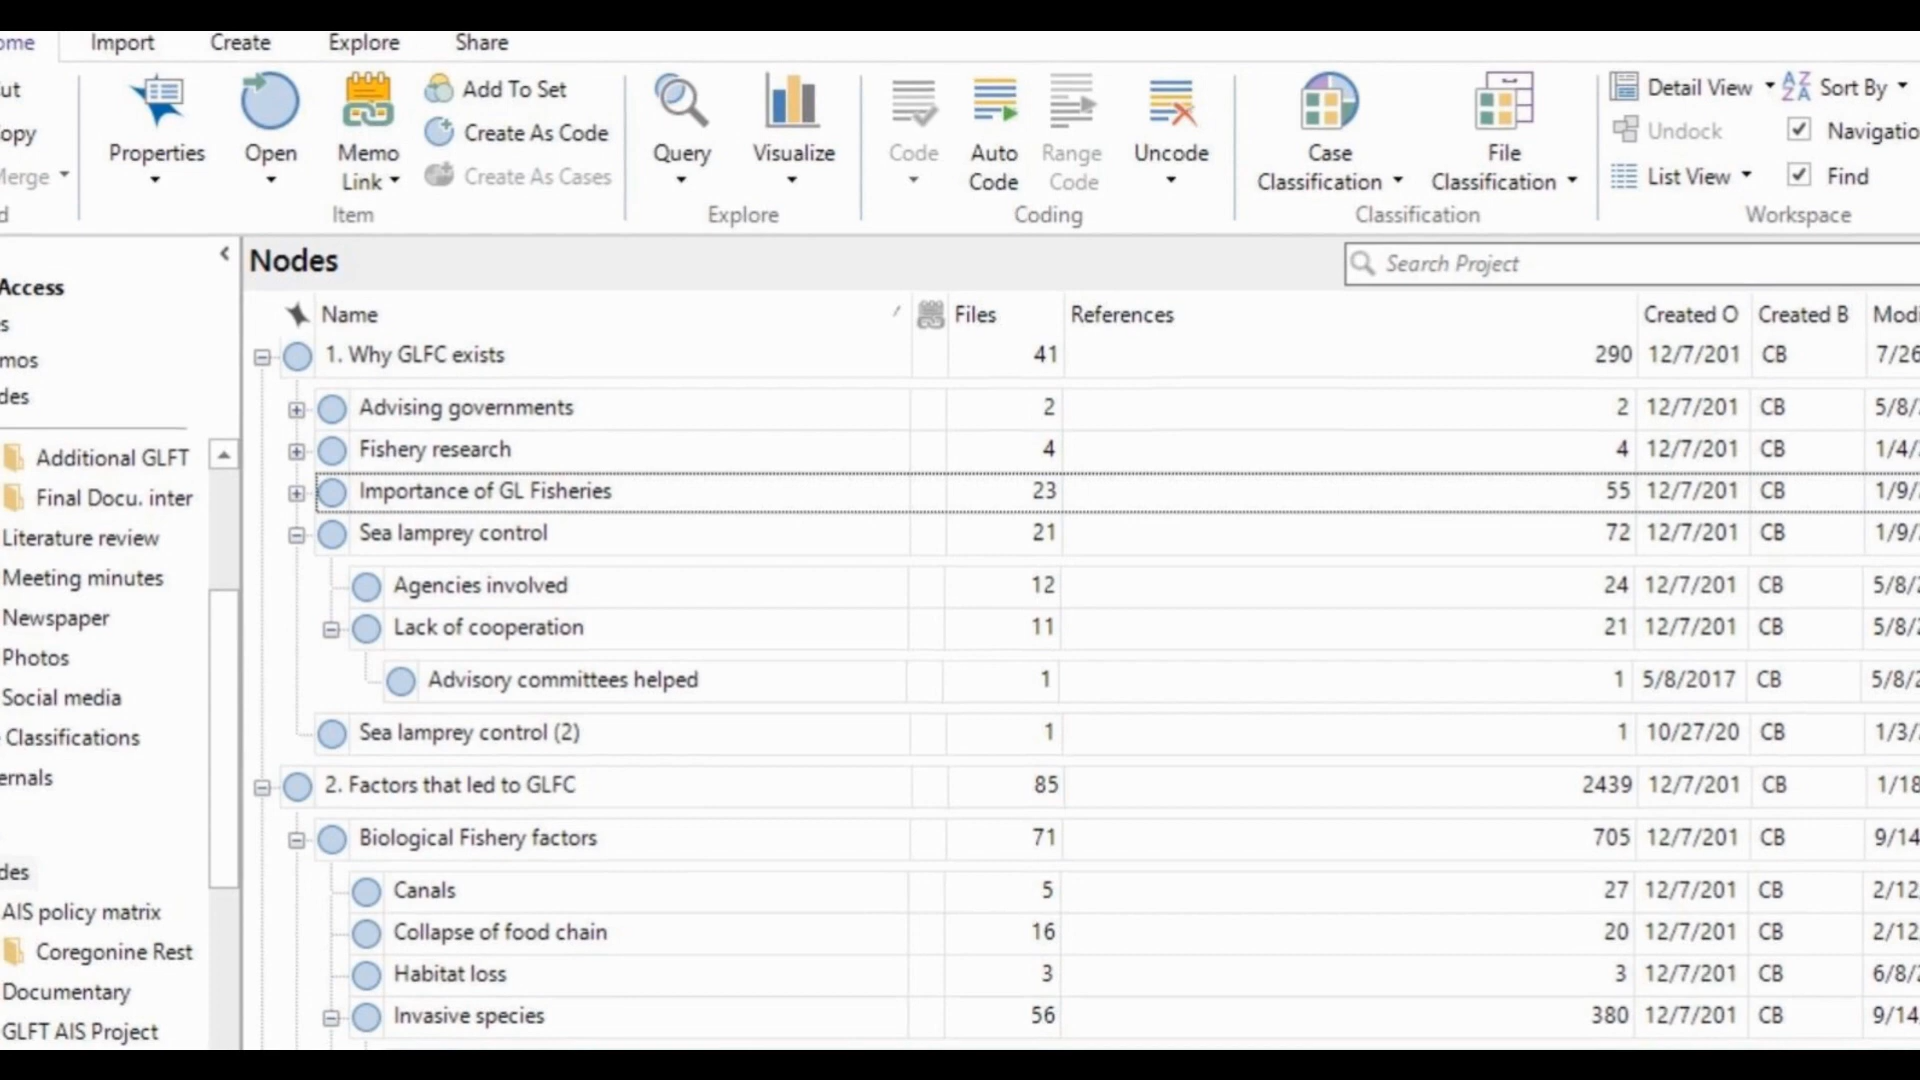 ome Import Create Explore Share
ut
opy
Merge
Properties
Open
Memo
Link
Add To Set
Create As Code
Create As Cases
Item
Query
Visualize
Explore
Code
Auto
Code
Range
Code
Uncode
Coding
Case
Classification
File
Classification
Classification
Detail View
Undock
List View
Sort By
Navigatio
Find
Workspace
Access
s
mos
des
Additional GLFT
Final Docu. inter
Literature review
Meeting minutes
Newspaper
Photos
Social media
Classifications
ernals
des
AIS policy matrix
Coregonine Rest
Documentary
GLFT AIS Project
Nodes
Search Project
Name Files References Created O Created B Modi
1. Why GLFC exists 41 290 12/7/201 CB 7/26
Advising governments 2 2 12/7/201 CB 5/8/
Fishery research 4 4 12/7/201 CB 1/4/
Importance of GL Fisheries 23 55 12/7/201 CB 1/9/
Sea lamprey control 21 72 12/7/201 CB 1/9/
Agencies involved 12 24 12/7/201 CB 5/8/2
Lack of cooperation 11 21 12/7/201 CB 5/8/2
Advisory committees helped 1 1 5/8/2017 CB 5/8/2
Sea lamprey control (2) 1 1 10/27/20 CB 1/3/
2. Factors that led to GLFC 85 2439 12/7/201 CB 1/18
Biological Fishery factors 71 705 12/7/201 CB 9/14
Canals 5 27 12/7/201 CB 2/12
Collapse of food chain 16 20 12/7/201 CB 2/12
Habitat loss 3 3 12/7/201 CB 6/8/2
Invasive species 56 380 12/7/201 CB 9/14